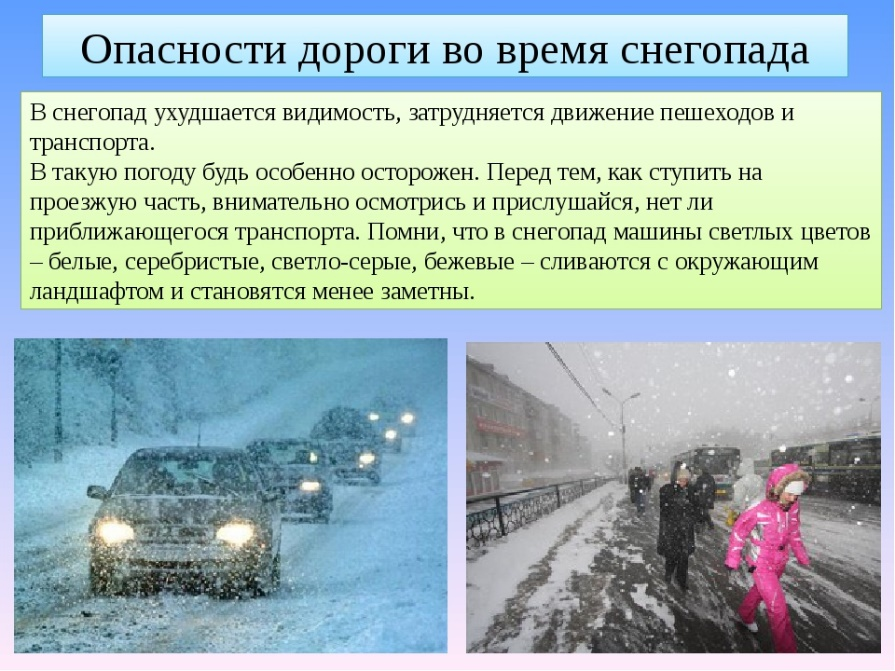 Опасности дороги во время снегопада
В снегопад ухудшается видимость, затрудняется движение пешеходов и
транспорта.
В такую погоду будь особенно осторожен. Перед тем, как ступить на
проезжую часть, внимательно осмотрись и прислушайся, нет ли
приближающегося транспорта. Помни, что в снегопад машины светлых цветов
– белые, серебристые, светло-серые, бежевые – сливаются с окружающим
ландшафтом и становятся менее заметны.